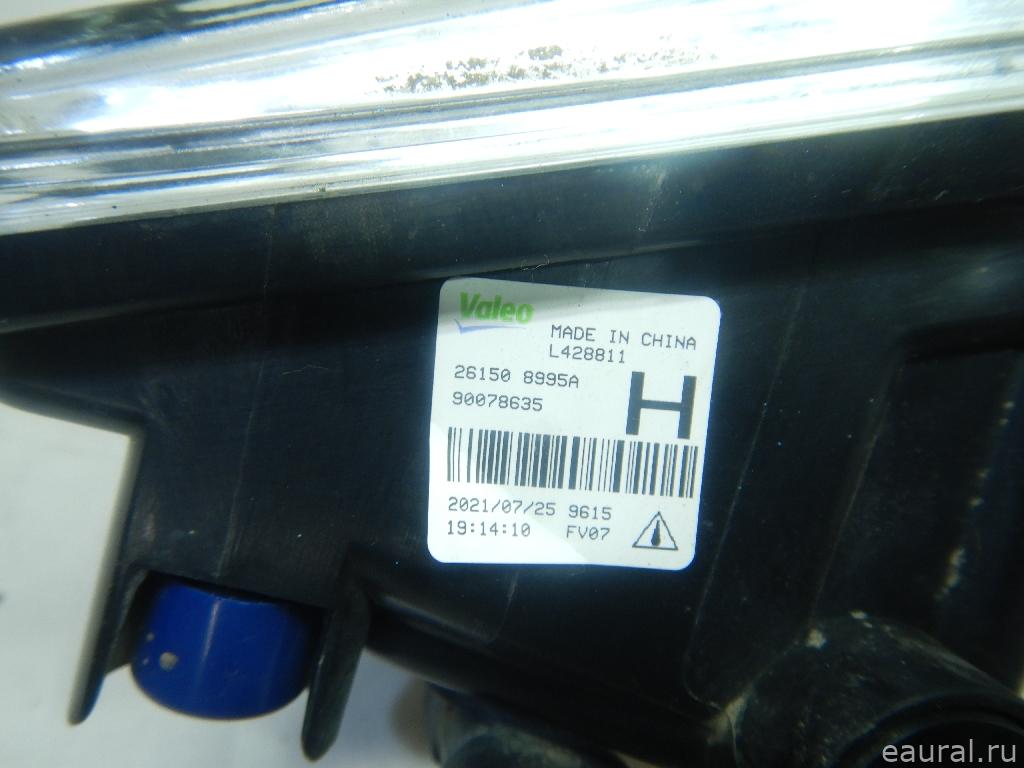 Valeo
MADE IN CHINA
L428811
26150 8995A
90078635
H
2021/07/25 9615
19:14:10 FV07
eaural.ru